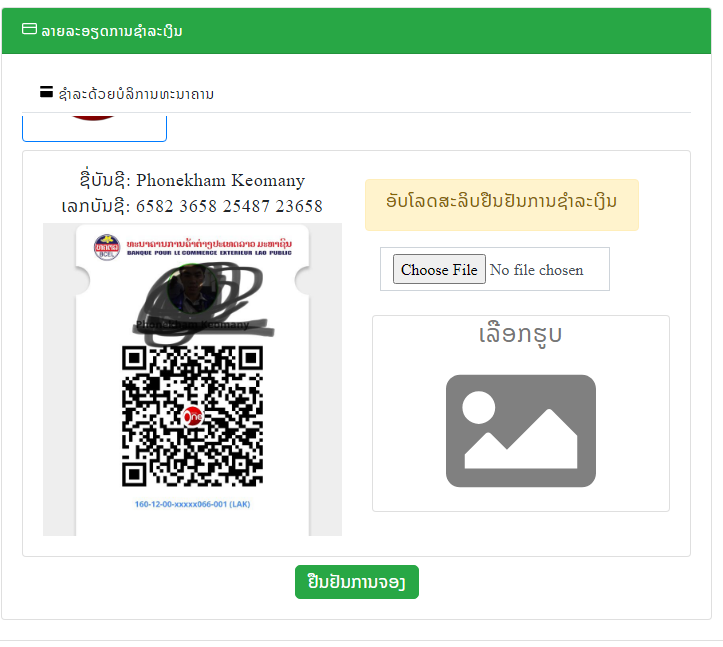 ລາຍລະອຽດການຊຳລະເງິນ
ຊຳລະດ້ວຍບໍລິການທະນາຄານ
ຊື່ບັນຊີ: Phonekham Keomany
ເລກບັນຊີ: 6582 3658 25487 23658
ທະນາຄານການຄ້າຕ່າງປະເທດລາວ ມະຫາຊົນ
BANQUE POUR LE COMMERCE EXTERIEUR LAO PUBLIC
BCEL
Keomany
One
160-12-00-xxxxx066-001 (LAK)
ອັບໂລດສະລິບຢືນຢັນການຊຳລະເງິນ
Choose File No file chosen
ເລືອກຮູບ
ຢືນຢັນການຈອງ